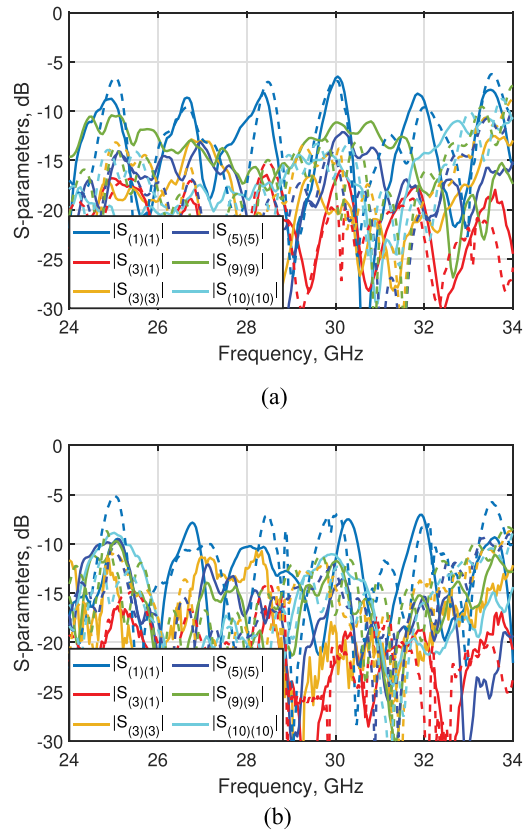 0
-5
-10
-15
-20
-25
-30
S-parameters, dB
|S(1)(1)| |S(5)(5)|
|S(3)(1)| |S(9)(9)|
|S(3)(3)| |S(10)(10)|
24 26 28 30 32 34
Frequency, GHz
(a)
0
-5
-10
-15
-20
-25
-30
S-parameters, dB
|S(1)(1)| |S(5)(5)|
|S(3)(1)| |S(9)(9)|
|S(3)(3)| |S(10)(10)|
24 26 28 30 32 34
Frequency, GHz
(b)